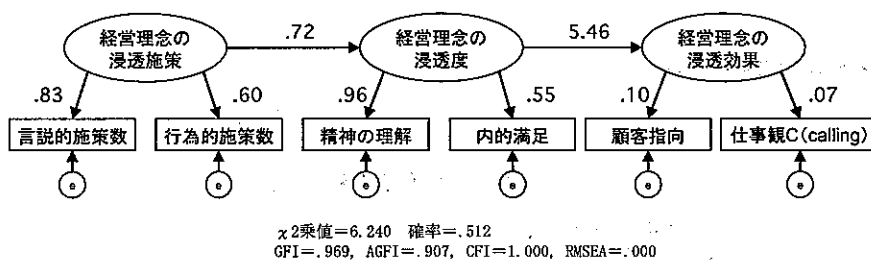 経営理念の
浸透施策
.72
経営理念の
浸透度
5.46
経営理念の
浸透効果
.83
.60
.96
.55
.10
.07
言説的施策数
行為的施策数
精神の理解
内的満足
顧客指向
仕事観C(calling)
e
e
e
e
e
e
χ2乗値=6.240 確率=.512
GFI=.969, AGFI=.907, CFI=1.000, RMSEA=.000